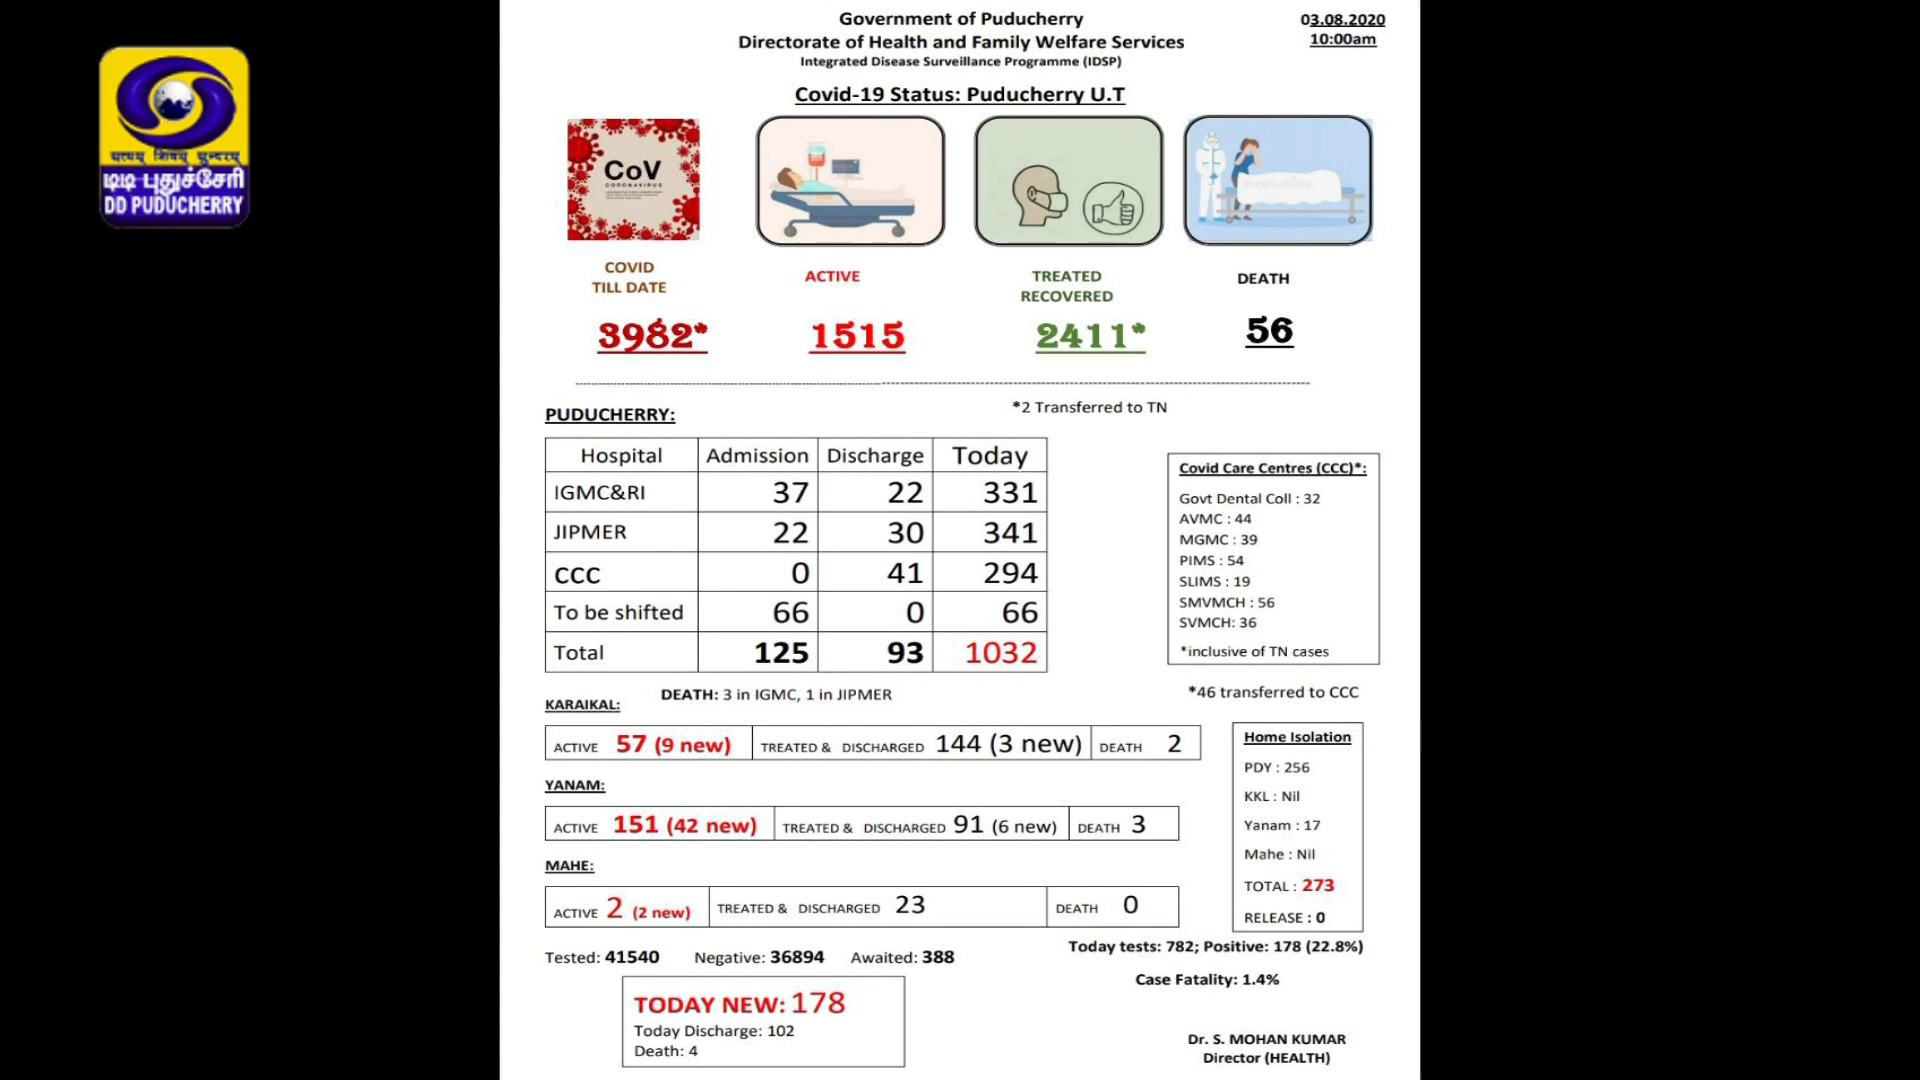 सत्यम् शिवम् सुन्दरम्
டிடி புதுச்சேரி
DD PUDUCHERRY
Government of Puducherry
Directorate of Health and Family Welfare Services
Integrated Disease Surveillance Programme (IDSP)
03.08.2020
10:00am
Covid-19 Status: Puducherry U.T
CoV
CORONAVIRUS
COVID
TILL DATE
ACTIVE
TREATED
RECOVERED
DEATH
3982*
1515
2411*
56
*2 Transferred to TN
PUDUCHERRY:
Hospital Admission Discharge Today
IGMC&RI 37 22 331
JIPMER 22 30 341
CCC 0 41 294
To be shifted 66 0 66
Total 125 93 1032
Covid Care Centres (CCC)*:
Govt Dental Coll : 32
AVMC : 44
MGMC : 39
PIMS : 54
SLIMS : 19
SMVMCH : 56
SVMCH: 36
*inclusive of TN cases
DEATH: 3 in IGMC, 1 in JIPMER
*46 transferred to CCC
KARAIKAL:
ACTIVE 57 (9 new) TREATED & DISCHARGED 144 (3 new) DEATH 2
YANAM:
ACTIVE 151 (42 new) TREATED & DISCHARGED 91 (6 new) DEATH 3
MAHE:
ACTIVE 2 (2 new) TREATED & DISCHARGED 23 DEATH 0
Home Isolation
PDY : 256
KKL : Nil
Yanam : 17
Mahe : Nil
TOTAL : 273
RELEASE : 0
Tested: 41540 Negative: 36894 Awaited: 388
Today tests: 782; Positive: 178 (22.8%)
Case Fatality: 1.4%
TODAY NEW: 178
Today Discharge: 102
Death: 4
Dr. S. MOHAN KUMAR
Director (HEALTH)